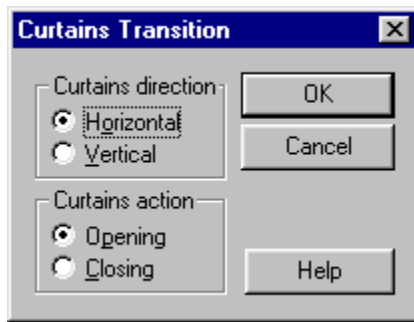 Curtains Transition
Curtains direction
Horizontal
Vertical
OK
Cancel
Curtains action
Opening
Closing
Help